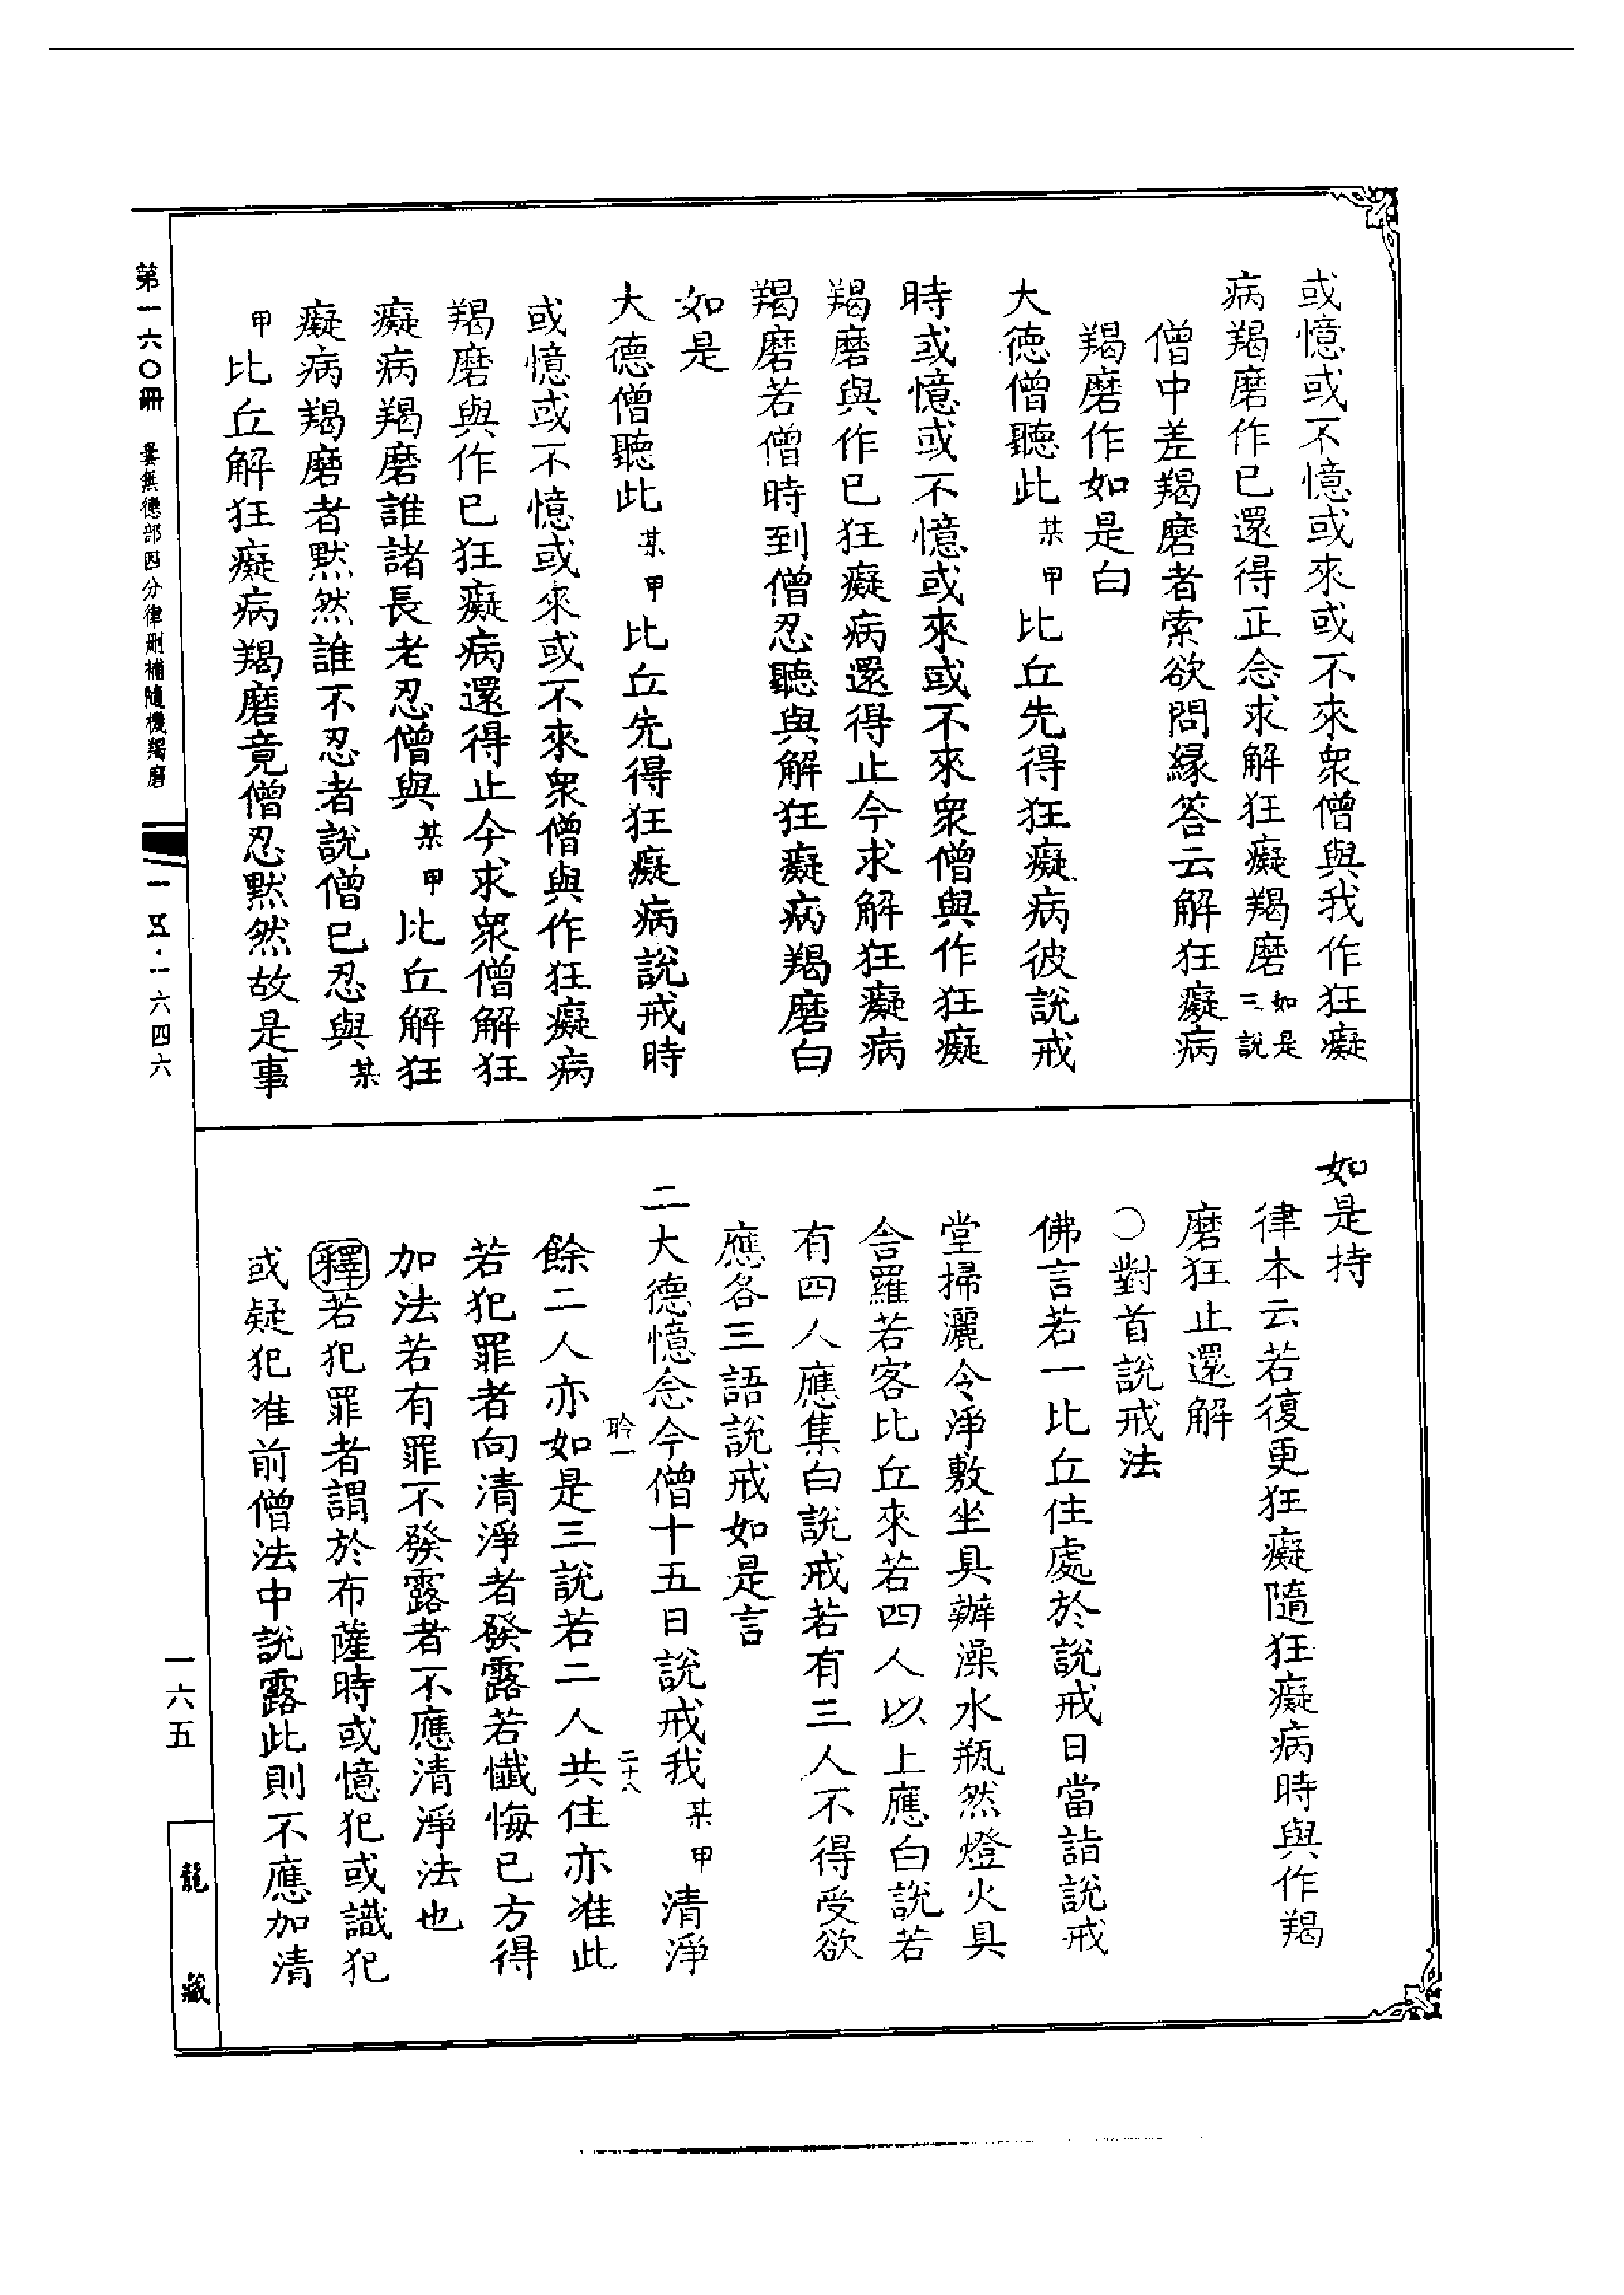 或憶或不憶或來或不來衆僧與我作狂癡
病羯磨作已還得正念求解狂癡羯磨如是三說
僧中差羯磨者索欲問緣答云解狂癡病
羯磨作如是白
大德僧聽此某甲比丘先得狂癡病彼說戒
時或憶或不憶或來或不來衆僧與作狂癡
羯磨與作已狂癡病還得止今求解狂癡病
羯磨若僧時到僧忍聽與解狂癡病羯磨白
如是
大德僧聽此某甲比丘先得狂癡病說戒時
或憶或不憶或來或不來衆僧與作狂癡病
羯磨與作已狂癡病還得止今求衆僧解狂
癡病羯磨誰諸長老忍僧與某甲比丘解狂
癡病羯磨者默然誰不忍者說僧已忍與某
甲比丘解狂癡病羯磨竟僧忍默然故是事
如是持
律本云若復更狂癡隨狂癡病時與作羯
磨狂止還解
○對首說戒法
佛言若一比丘住處於說戒日當詣說戒
堂掃灑令淨敷坐具辦澡水瓶然燈火具
舍羅若客比丘來若四人以上應白說若
有四人應集白說戒若有三人不得受欲
應各三語說戒如是言
二大德憶念今僧十五日說戒我某甲清淨
聆一
二十八
餘二人亦如是三說若二人共住亦准此
若犯罪者向清淨者發露若懺悔已方得
加法若有罪不發露者不應清淨法也
釋若犯罪者謂於布薩時或憶犯或識犯
或疑犯准前僧法中說露此則不應加清
第一六〇冊
曇無德部四分律刪補隨機羯磨
一一五·一六四六
一六五
龍藏